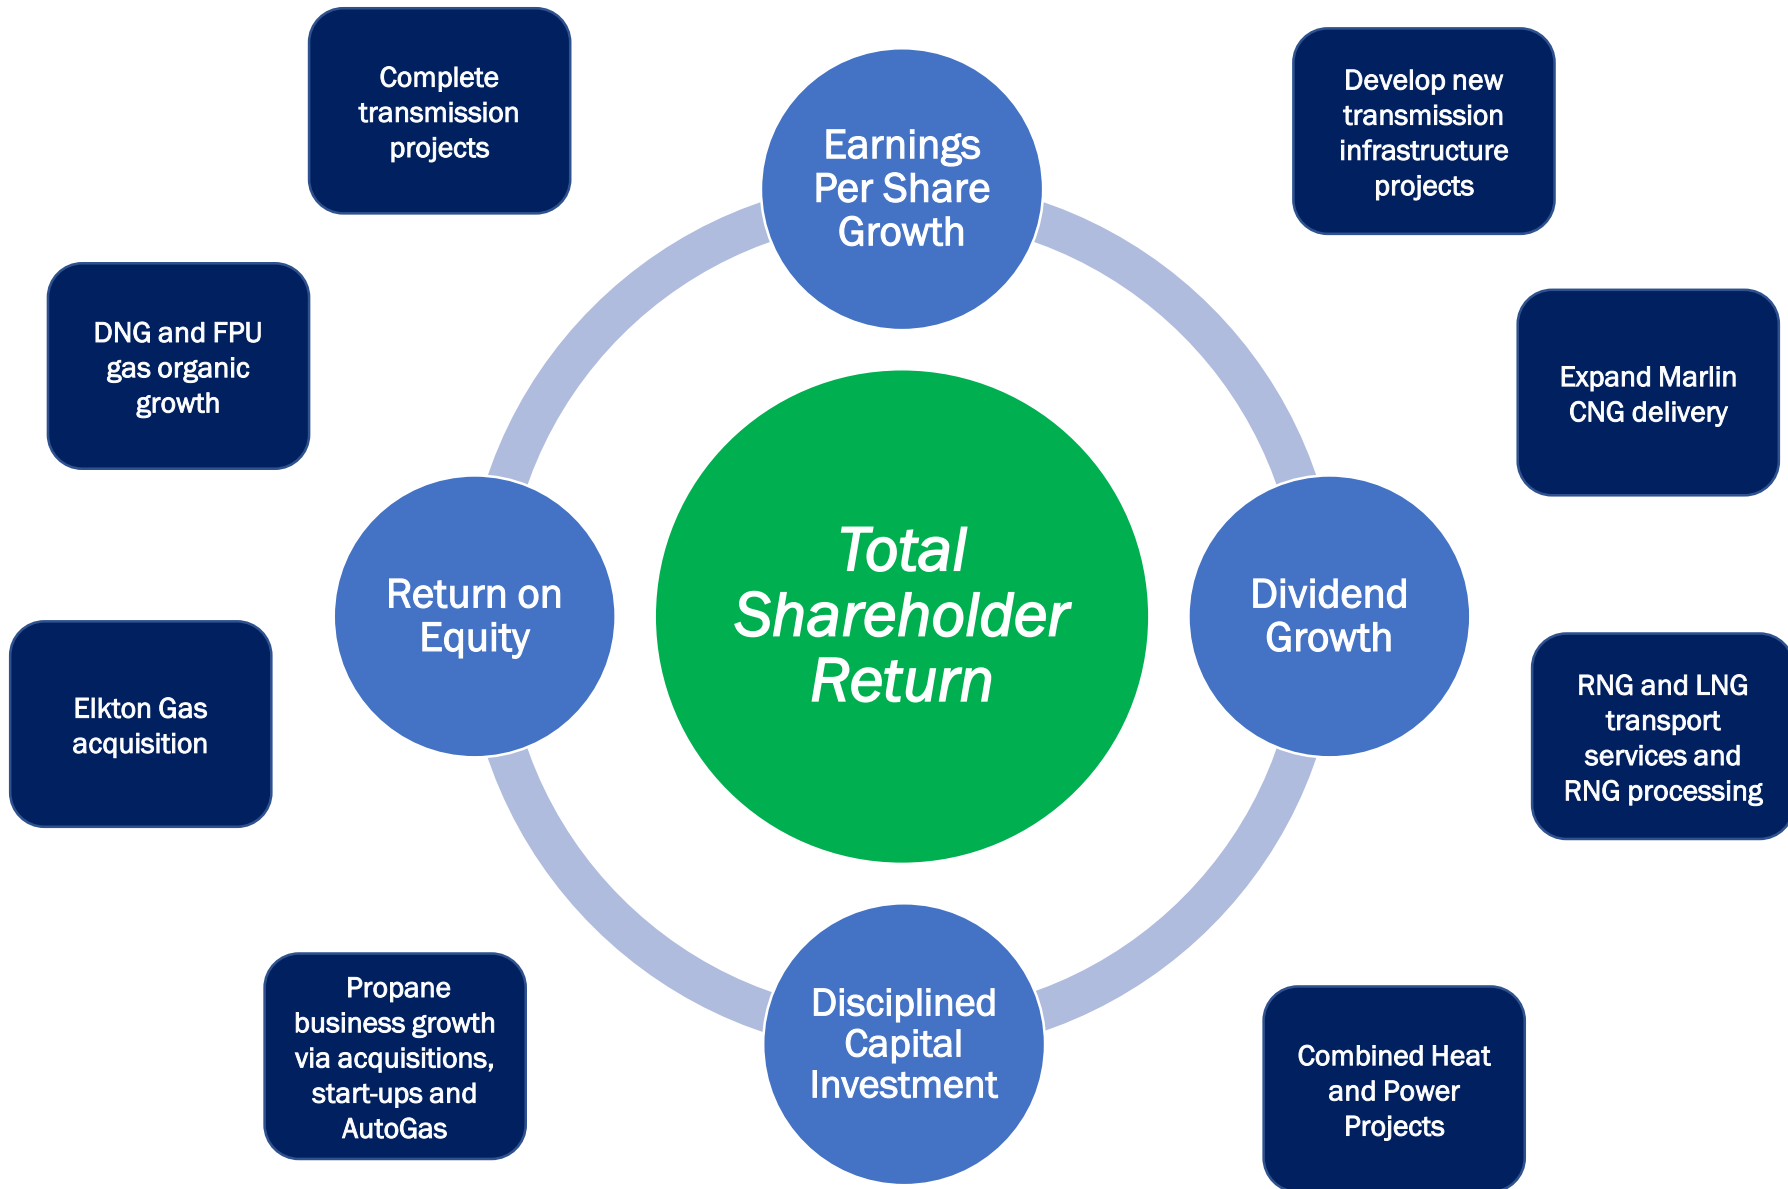 Complete
transmission
projects
Develop new
transmission
infrastructure
projects
Earnings
Per Share
Growth
DNG and FPU
gas organic
growth
Expand Marlin
CNG delivery
Return on
Equity
Total
Shareholder
Return
Dividend
Growth
Elkton Gas
acquisition
RNG and LNG
transport
services and
RNG processing
Propane
business growth
via acquisitions,
start-ups and
AutoGas
Disciplined
Capital
Investment
Combined Heat
and Power
Projects